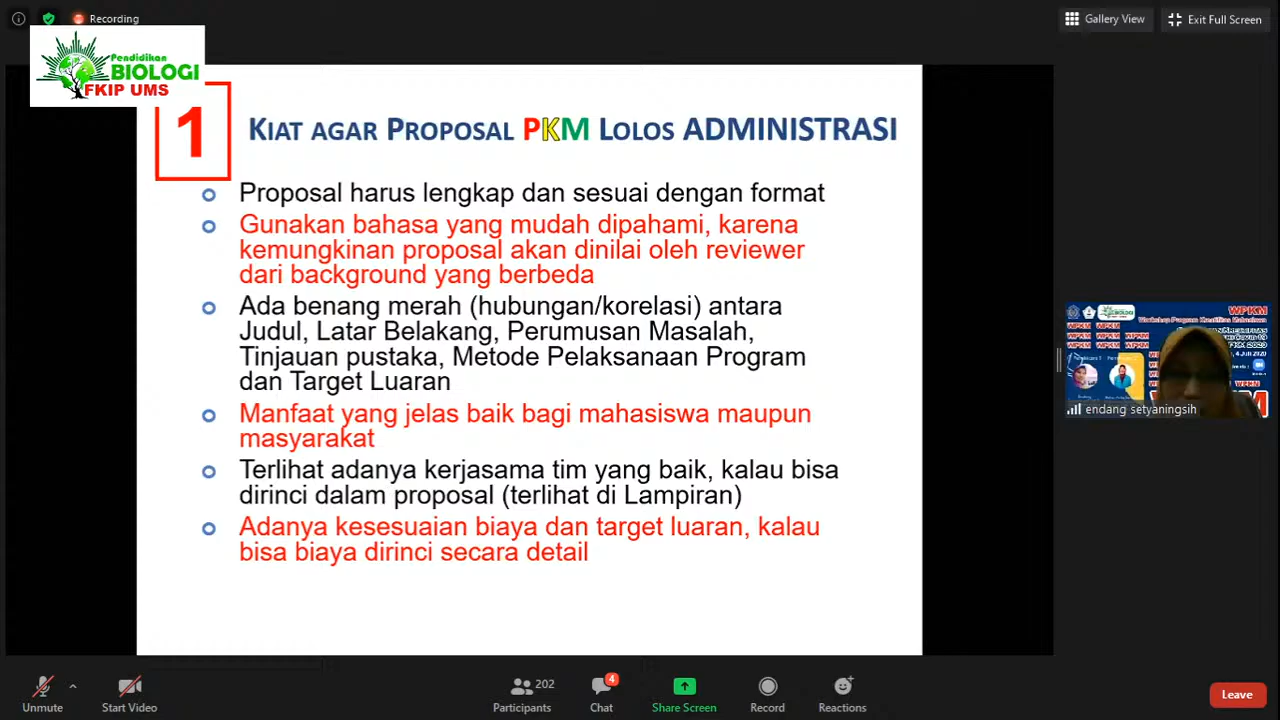 Recording
Gallery View
Exit Full Screen
Pendidikan
BIOLOGI
FKIP UMS
1
KIAT AGAR PROPOSAL PKM LOLOS ADMINISTRASI
Proposal harus lengkap dan sesuai dengan format
Gunakan bahasa yang mudah dipahami, karena
kemungkinan proposal akan dinilai oleh reviewer
dari background yang berbeda
Ada benang merah (hubungan/korelasi) antara
Judul, Latar Belakang, Perumusan Masalah,
Tinjauan pustaka, Metode Pelaksanaan Program
dan Target Luaran
Manfaat yang jelas baik bagi mahasiswa maupun
masyarakat
Terlihat adanya kerjasama tim yang baik, kalau bisa
dirinci dalam proposal (terlihat di Lampiran)
Adanya kesesuaian biaya dan target luaran, kalau
bisa biaya dirinci secara detail
BIOLOGI
WPKM
WPKM WPKM
endang setyaningsih
Unmute
Start Video
202
Participants
4
Chat
Share Screen
Record
Reactions
Leave